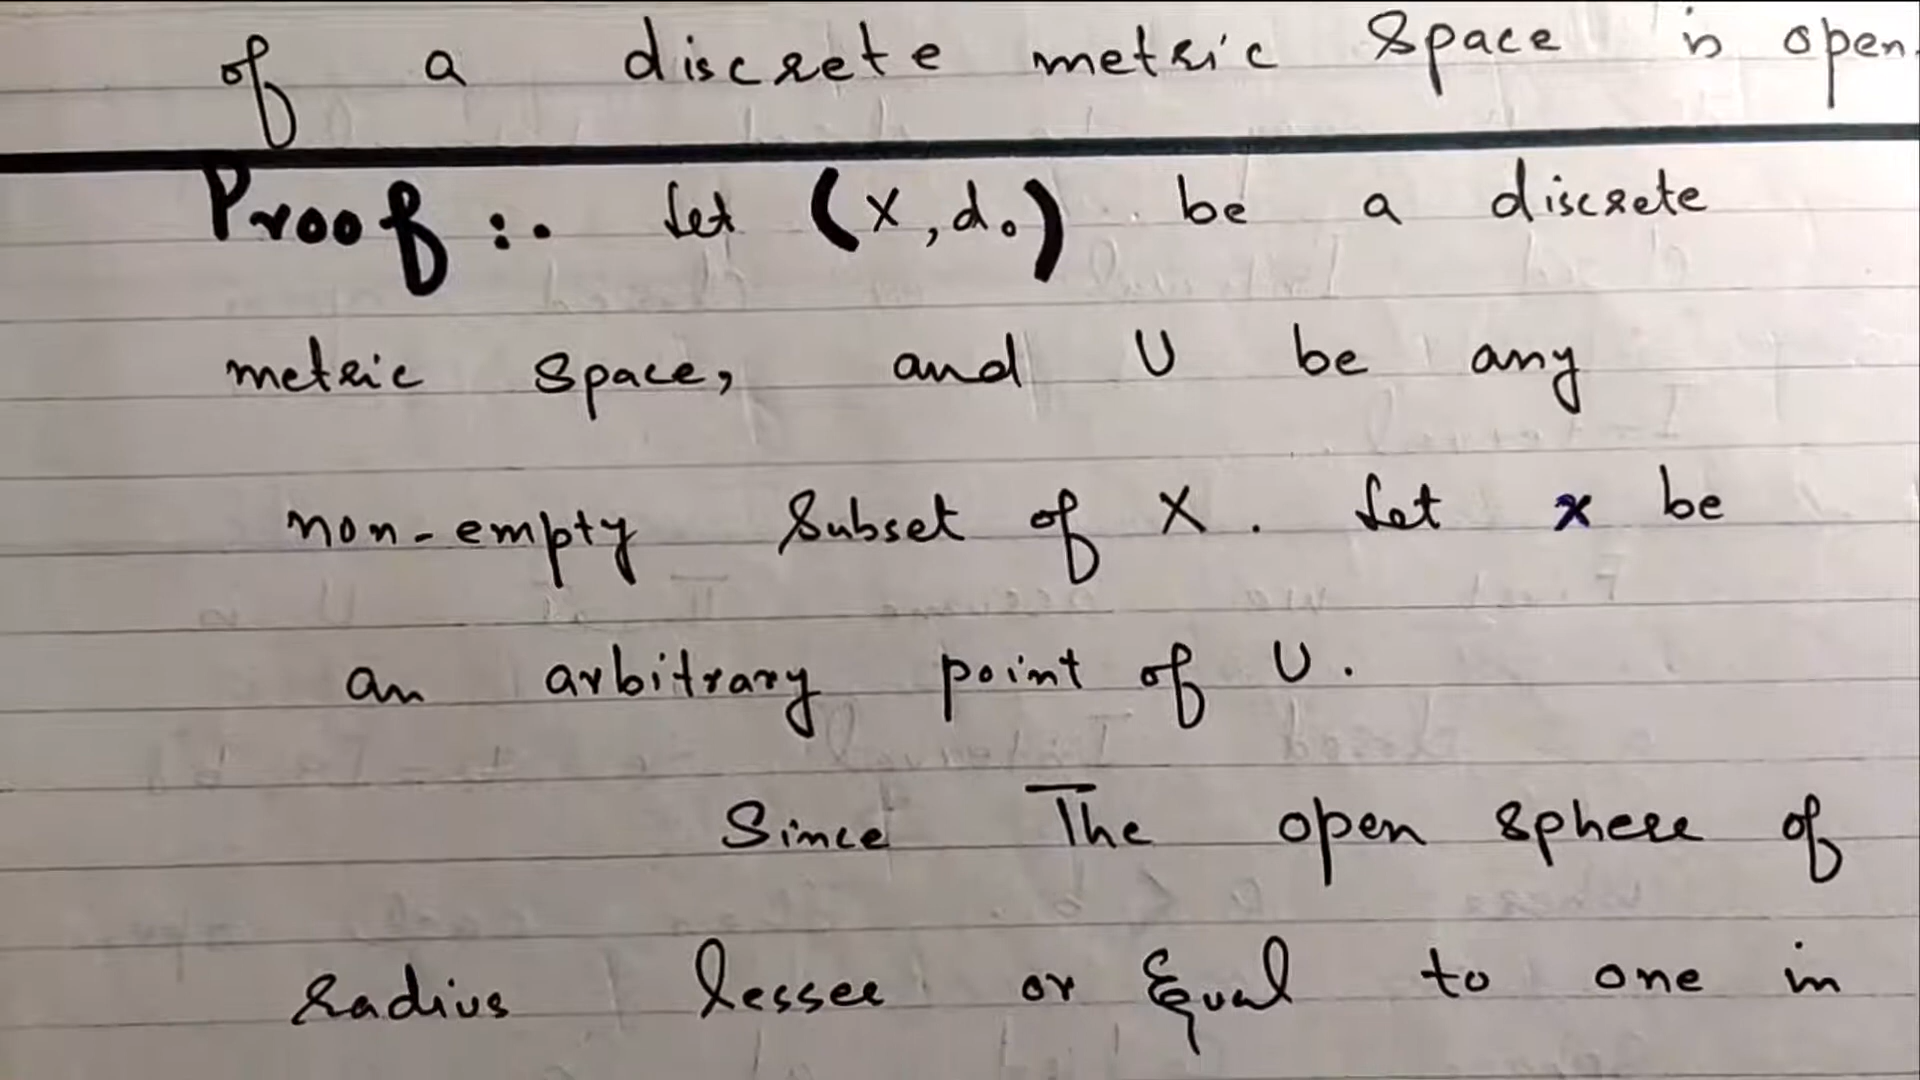 of a discrete metric space is open.
Proof :. Let (X, d₀) be a discrete
metric space, and U be any
non-empty subset of X. Let x be
an arbitrary point of U.
Since The open sphere of
radius lesser or Equal to one in